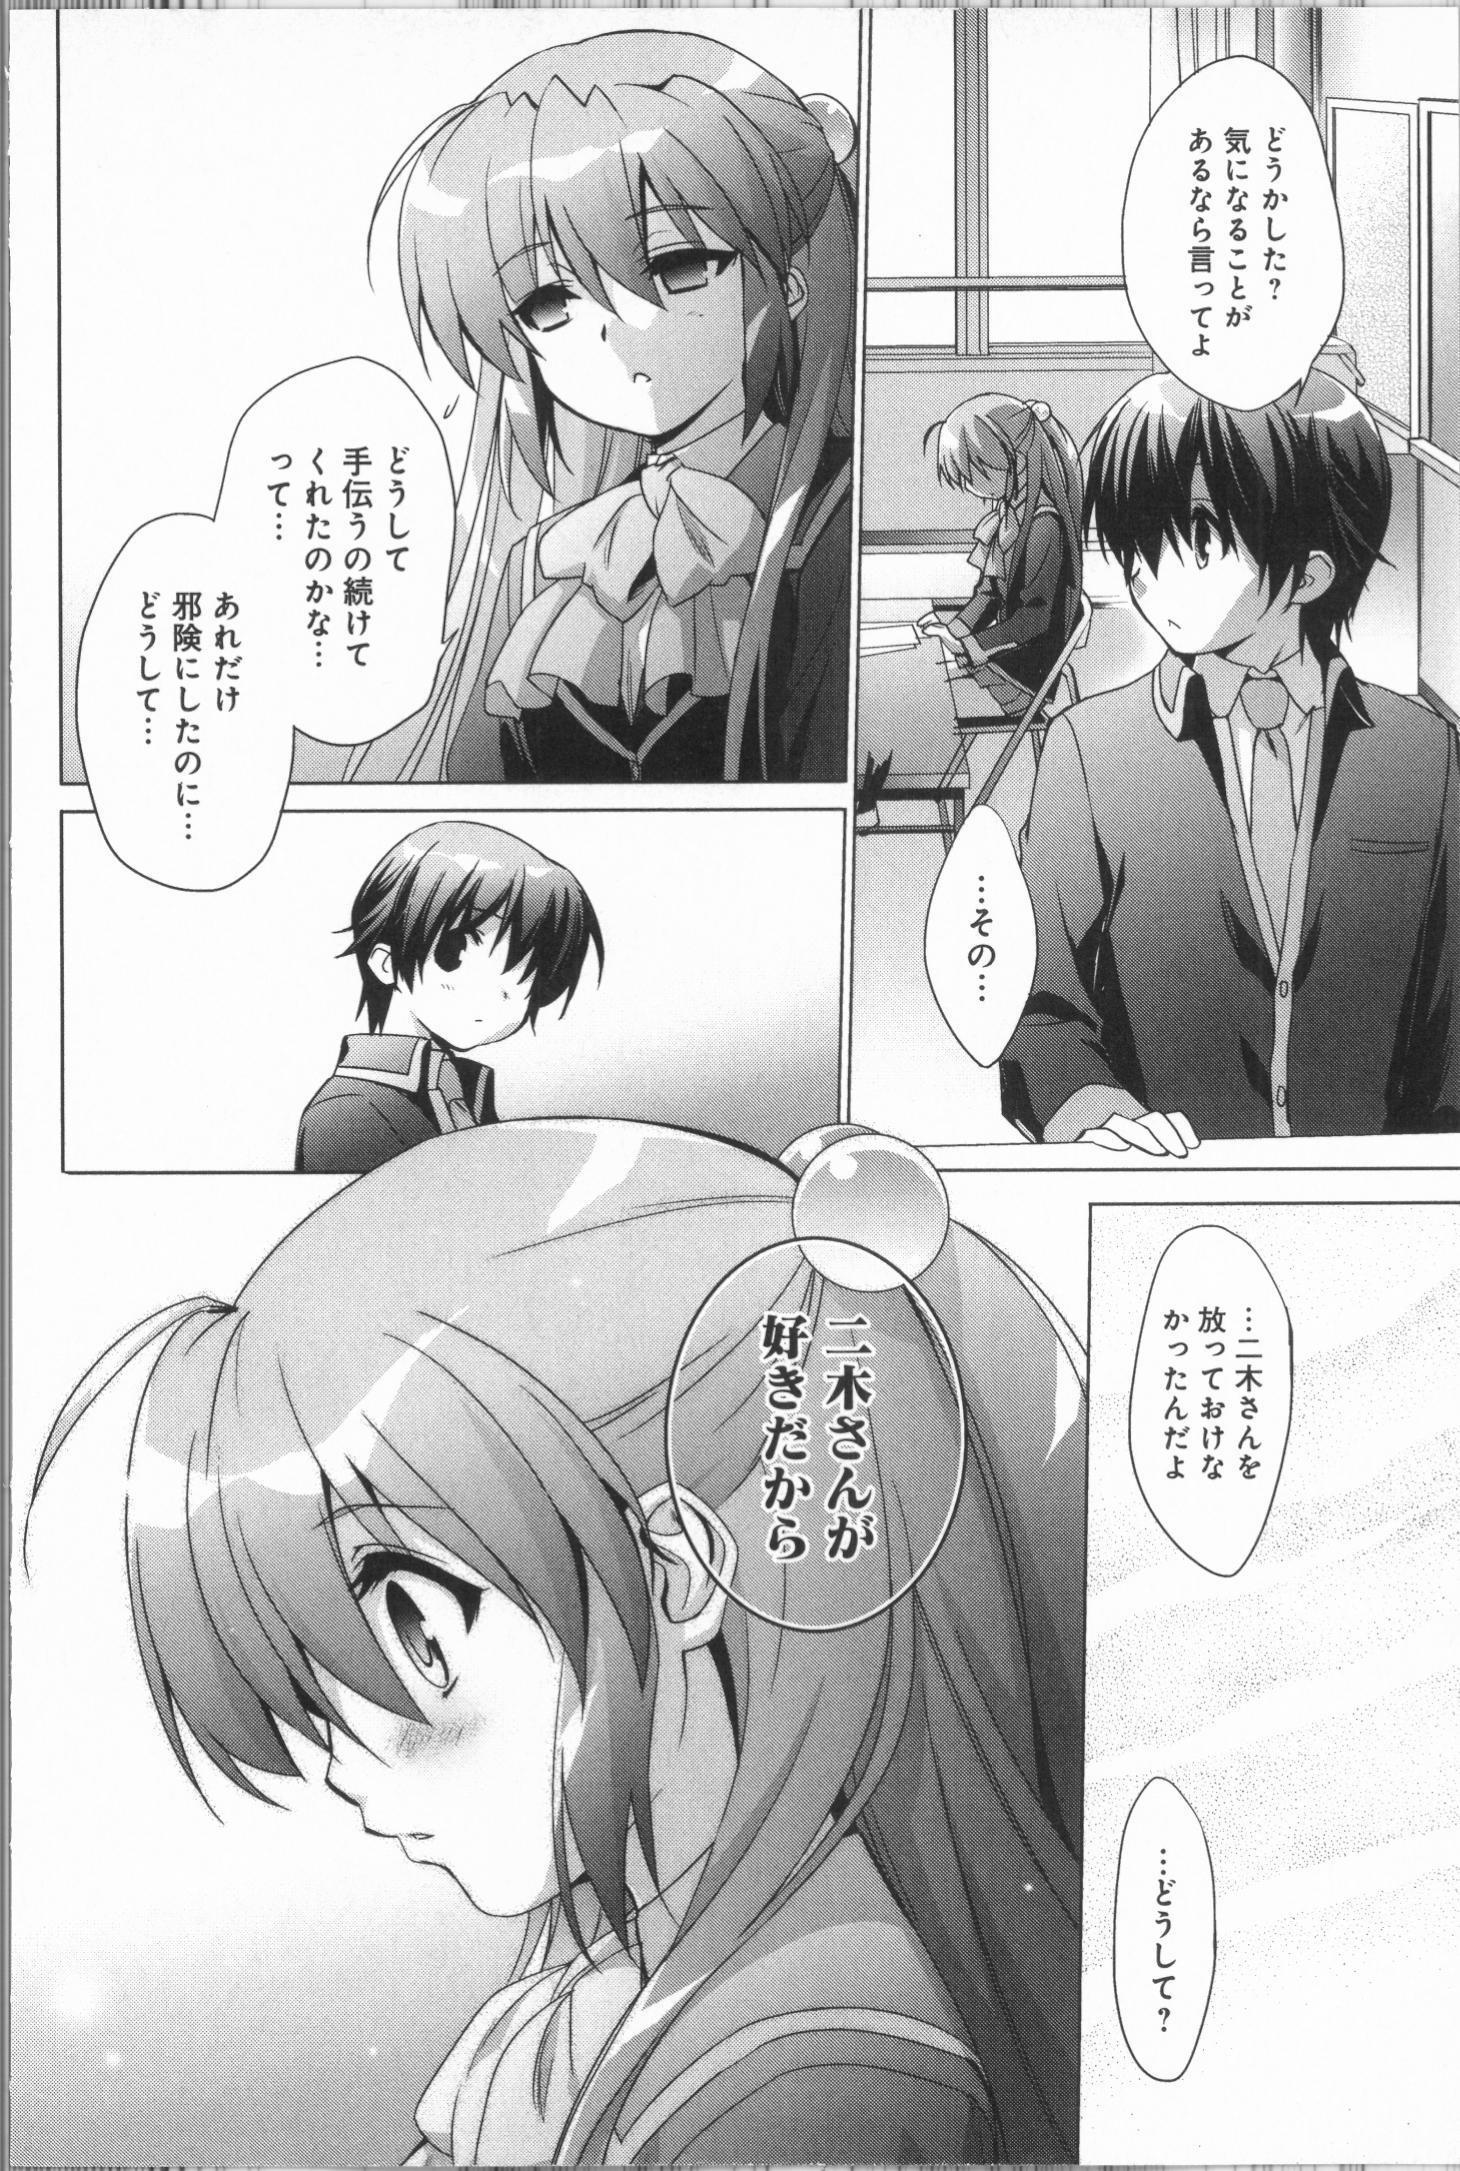 どうかした?
気になることが
あるなら言ってよ
…その…
どうして
手伝うの続けて
くれたのかな…
って…
あれだけ
邪険にしたのに…
どうして…
…二木さんを
放っておけな
かったんだよ
…どうして?
二木さんが
好きだから